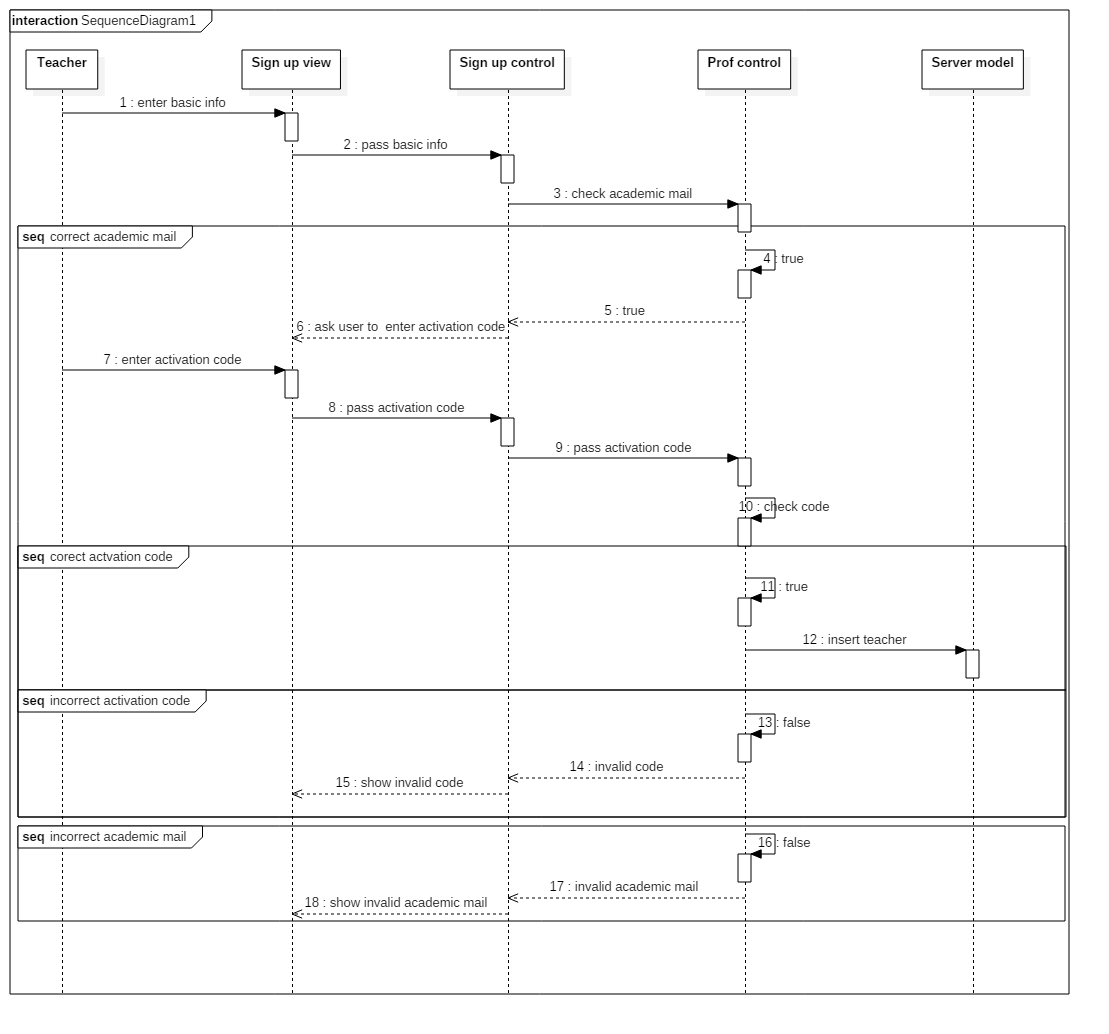 interaction SequenceDiagram1
Teacher
Sign up view
Sign up control
Prof control
Server model
1 : enter basic info
2 : pass basic info
3 : check academic mail
seq correct academic mail
4 : true
5 : true
6 : ask user to  enter activation code
7 : enter activation code
8 : pass activation code
9 : pass activation code
10 : check code
seq corect actvation code
11 : true
12 : insert teacher
seq incorrect activation code
13 : false
14 : invalid code
15 : show invalid code
seq incorrect academic mail
16 : false
17 : invalid academic mail
18 : show invalid academic mail